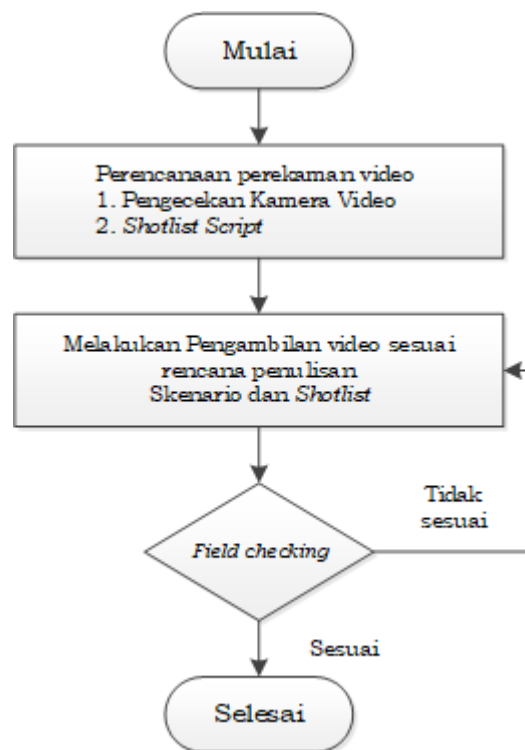 Mulai
Perencanaan perekaman video
1. Pengecekan Kamera Video
2. Shotlist Script
Melakukan Pengambilan video sesuai
rencana penulisan
Skenario dan Shotlist
Tidak
sesuai
Field checking
Sesuai
Selesai